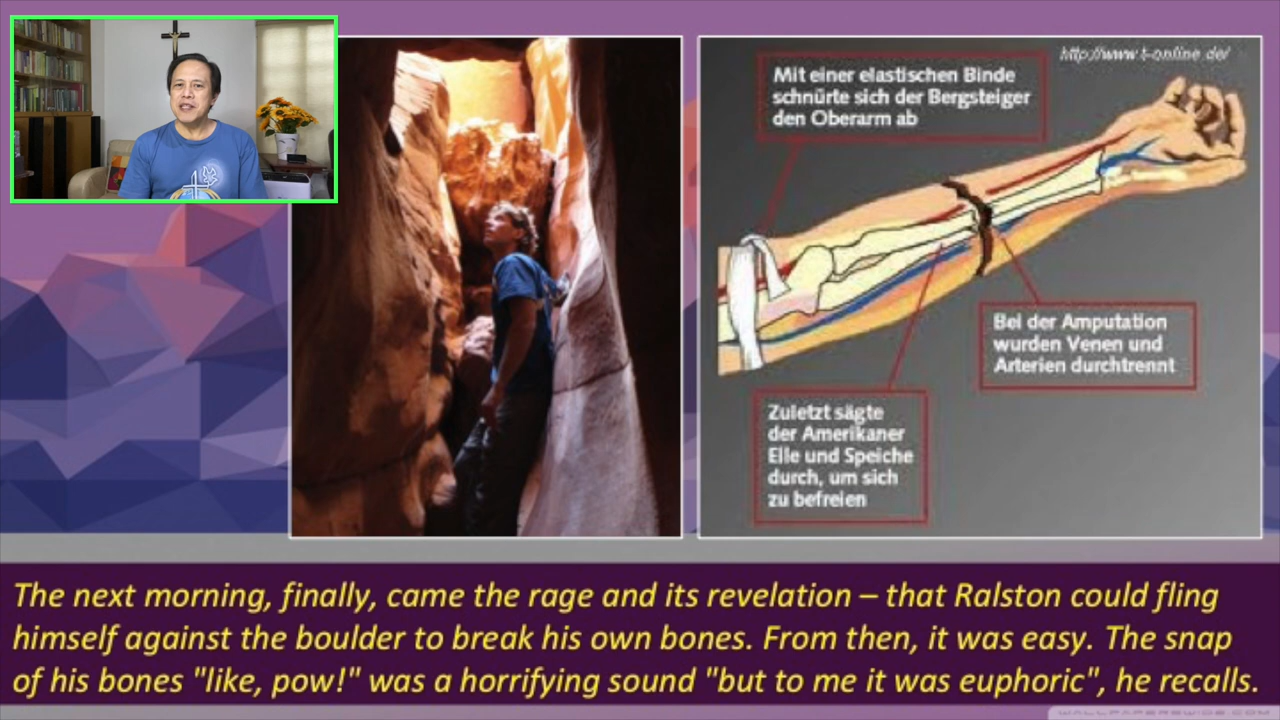 http://www.t-online.de/
Mit einer elastischen Binde
schnürte sich der Bergsteiger
den Oberarm ab
Bei der Amputation
wurden Venen und
Arterien durchtrennt
Zuletzt sägte
der Amerikaner
Elle und Speiche
durch, um sich
zu befreien
The next morning, finally, came the rage and its revelation – that Ralston could fling
himself against the boulder to break his own bones. From then, it was easy. The snap
of his bones "like, pow!" was a horrifying sound "but to me it was euphoric", he recalls.